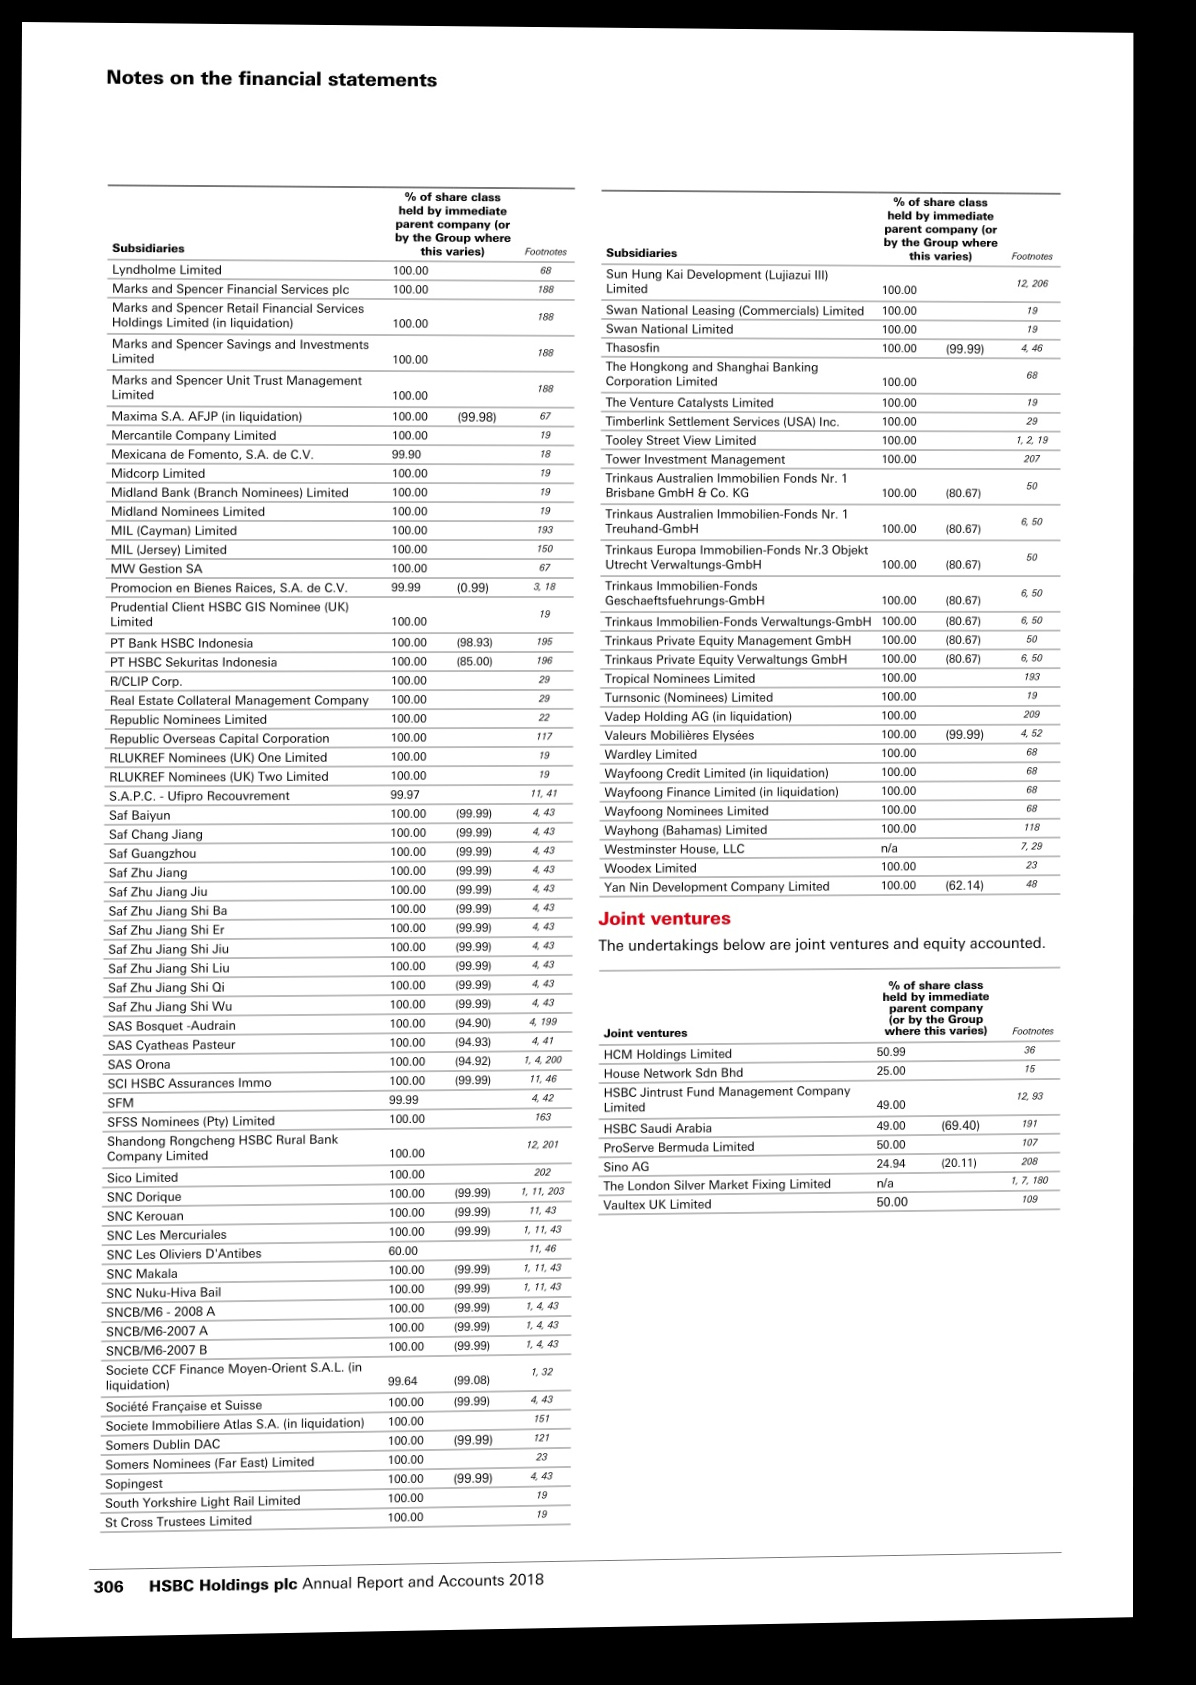 Notes on the financial statements
% of share class
held by immediate
parent company (or
by the Group where
Subsidiaries this varies) Footnotes
Lyndholme Limited 100.00 68
Marks and Spencer Financial Services plc 100.00 188
Marks and Spencer Retail Financial Services
Holdings Limited (in liquidation) 100.00 188
Marks and Spencer Savings and Investments
Limited 100.00 188
Marks and Spencer Unit Trust Management
Limited 100.00 188
Maxima S.A. AFJP (in liquidation) 100.00 (99.98) 67
Mercantile Company Limited 100.00 19
Mexicana de Fomento, S.A. de C.V. 99.90 18
Midcorp Limited 100.00 19
Midland Bank (Branch Nominees) Limited 100.00 19
Midland Nominees Limited 100.00 19
MIL (Cayman) Limited 100.00 193
MIL (Jersey) Limited 100.00 150
MW Gestion SA 100.00 67
Promocion en Bienes Raices, S.A. de C.V. 99.99 (0.99) 3, 18
Prudential Client HSBC GIS Nominee (UK)
Limited 100.00 19
PT Bank HSBC Indonesia 100.00 (98.93) 195
PT HSBC Sekuritas Indonesia 100.00 (85.00) 196
R/CLIP Corp. 100.00 29
Real Estate Collateral Management Company 100.00 29
Republic Nominees Limited 100.00 22
Republic Overseas Capital Corporation 100.00 117
RLUKREF Nominees (UK) One Limited 100.00 19
RLUKREF Nominees (UK) Two Limited 100.00 19
S.A.P.C. - Ufipro Recouvrement 99.97 11, 41
Saf Baiyun 100.00 (99.99) 4, 43
Saf Chang Jiang 100.00 (99.99) 4, 43
Saf Guangzhou 100.00 (99.99) 4, 43
Saf Zhu Jiang 100.00 (99.99) 4, 43
Saf Zhu Jiang Jiu 100.00 (99.99) 4, 43
Saf Zhu Jiang Shi Ba 100.00 (99.99) 4, 43
Saf Zhu Jiang Shi Er 100.00 (99.99) 4, 43
Saf Zhu Jiang Shi Jiu 100.00 (99.99) 4, 43
Saf Zhu Jiang Shi Liu 100.00 (99.99) 4, 43
Saf Zhu Jiang Shi Qi 100.00 (99.99) 4, 43
Saf Zhu Jiang Shi Wu 100.00 (99.99) 4, 43
SAS Bosquet -Audrain 100.00 (94.90) 4, 199
SAS Cyatheas Pasteur 100.00 (94.93) 4, 41
SAS Orona 100.00 (94.92) 1, 4, 200
SCI HSBC Assurances Immo 100.00 (99.99) 11, 46
SFM 99.99 4, 42
SFSS Nominees (Pty) Limited 100.00 163
Shandong Rongcheng HSBC Rural Bank
Company Limited 100.00 12, 201
Sico Limited 100.00 202
SNC Dorique 100.00 (99.99) 1, 11, 203
SNC Kerouan 100.00 (99.99) 11, 43
SNC Les Mercuriales 100.00 (99.99) 1, 11, 43
SNC Les Oliviers D'Antibes 60.00 11, 46
SNC Makala 100.00 (99.99) 1, 11, 43
SNC Nuku-Hiva Bail 100.00 (99.99) 1, 11, 43
SNCB/M6 - 2008 A 100.00 (99.99) 1, 4, 43
SNCB/M6-2007 A 100.00 (99.99) 1, 4, 43
SNCB/M6-2007 B 100.00 (99.99) 1, 4, 43
Societe CCF Finance Moyen-Orient S.A.L. (in
liquidation) 99.64 (99.08) 1, 32
Société Française et Suisse 100.00 (99.99) 4, 43
Societe Immobiliere Atlas S.A. (in liquidation) 100.00 151
Somers Dublin DAC 100.00 (99.99) 121
Somers Nominees (Far East) Limited 100.00 23
Sopingest 100.00 (99.99) 4, 43
South Yorkshire Light Rail Limited 100.00 19
St Cross Trustees Limited 100.00 19
% of share class
held by immediate
parent company (or
by the Group where
Subsidiaries this varies) Footnotes
Sun Hung Kai Development (Lujiazui III)
Limited 100.00 12, 206
Swan National Leasing (Commercials) Limited 100.00 19
Swan National Limited 100.00 19
Thasosfin 100.00 (99.99) 4, 46
The Hongkong and Shanghai Banking
Corporation Limited 100.00 68
The Venture Catalysts Limited 100.00 19
Timberlink Settlement Services (USA) Inc. 100.00 29
Tooley Street View Limited 100.00 1, 2, 19
Tower Investment Management 100.00 207
Trinkaus Australien Immobilien Fonds Nr. 1
Brisbane GmbH & Co. KG 100.00 (80.67) 50
Trinkaus Australien Immobilien-Fonds Nr. 1
Treuhand-GmbH 100.00 (80.67) 6, 50
Trinkaus Europa Immobilien-Fonds Nr.3 Objekt
Utrecht Verwaltungs-GmbH 100.00 (80.67) 50
Trinkaus Immobilien-Fonds
Geschaeftsfuehrungs-GmbH 100.00 (80.67) 6, 50
Trinkaus Immobilien-Fonds Verwaltungs-GmbH 100.00 (80.67) 6, 50
Trinkaus Private Equity Management GmbH 100.00 (80.67) 50
Trinkaus Private Equity Verwaltungs GmbH 100.00 (80.67) 6, 50
Tropical Nominees Limited 100.00 193
Turnsonic (Nominees) Limited 100.00 19
Vadep Holding AG (in liquidation) 100.00 209
Valeurs Mobilières Elysées 100.00 (99.99) 4, 52
Wardley Limited 100.00 68
Wayfoong Credit Limited (in liquidation) 100.00 68
Wayfoong Finance Limited (in liquidation) 100.00 68
Wayfoong Nominees Limited 100.00 68
Wayhong (Bahamas) Limited 100.00 118
Westminster House, LLC n/a 7, 29
Woodex Limited 100.00 23
Yan Nin Development Company Limited 100.00 (62.14) 48
Joint ventures
The undertakings below are joint ventures and equity accounted.
% of share class
held by immediate
parent company
(or by the Group
Joint ventures where this varies) Footnotes
HCM Holdings Limited 50.99 36
House Network Sdn Bhd 25.00 15
HSBC Jintrust Fund Management Company
Limited 49.00 12, 93
HSBC Saudi Arabia 49.00 (69.40) 191
ProServe Bermuda Limited 50.00 107
Sino AG 24.94 (20.11) 208
The London Silver Market Fixing Limited n/a 1, 7, 180
Vaultex UK Limited 50.00 109
306 HSBC Holdings plc Annual Report and Accounts 2018